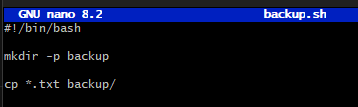 GNU nano 8.2 backup.sh
#!/bin/bash
mkdir -p backup
cp *.txt backup/